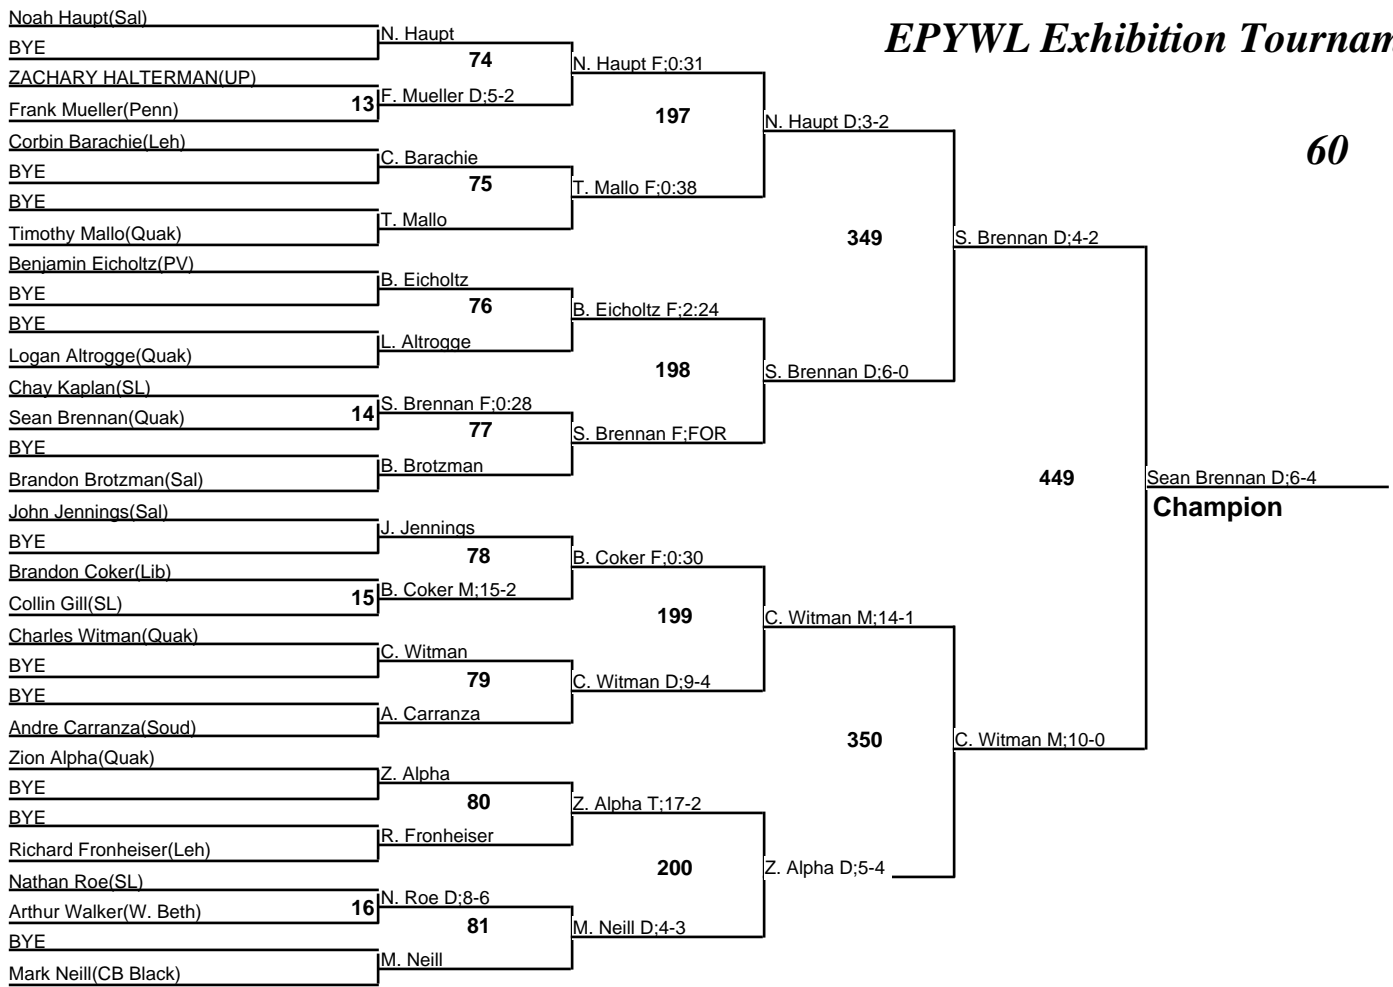 EPYWL Exhibition Tournam
60
Noah Haupt(Sal)
BYE
ZACHARY HALTERMAN(UP)
Frank Mueller(Penn)
Corbin Barachie(Leh)
BYE
BYE
Timothy Mallo(Quak)
Benjamin Eicholtz(PV)
BYE
BYE
Logan Altrogge(Quak)
Chay Kaplan(SL)
Sean Brennan(Quak)
BYE
Brandon Brotzman(Sal)
John Jennings(Sal)
BYE
Brandon Coker(Lib)
Collin Gill(SL)
Charles Witman(Quak)
BYE
BYE
Andre Carranza(Soud)
Zion Alpha(Quak)
BYE
BYE
Richard Fronheiser(Leh)
Nathan Roe(SL)
Arthur Walker(W. Beth)
BYE
Mark Neill(CB Black)
13
14
15
16
N. Haupt
74
F. Mueller D;5-2
C. Barachie
75
T. Mallo
B. Eicholtz
76
L. Altrogge
S. Brennan F;0:28
77
B. Brotzman
J. Jennings
78
B. Coker M;15-2
C. Witman
79
A. Carranza
Z. Alpha
80
R. Fronheiser
N. Roe D;8-6
81
M. Neill
N. Haupt F;0:31
197
T. Mallo F;0:38
B. Eicholtz F;2:24
198
S. Brennan F;FOR
B. Coker F;0:30
199
C. Witman D;9-4
Z. Alpha T;17-2
200
M. Neill D;4-3
N. Haupt D;3-2
349
S. Brennan D;6-0
C. Witman M;14-1
350
Z. Alpha D;5-4
S. Brennan D;4-2
449
C. Witman M;10-0
Sean Brennan D;6-4
Champion